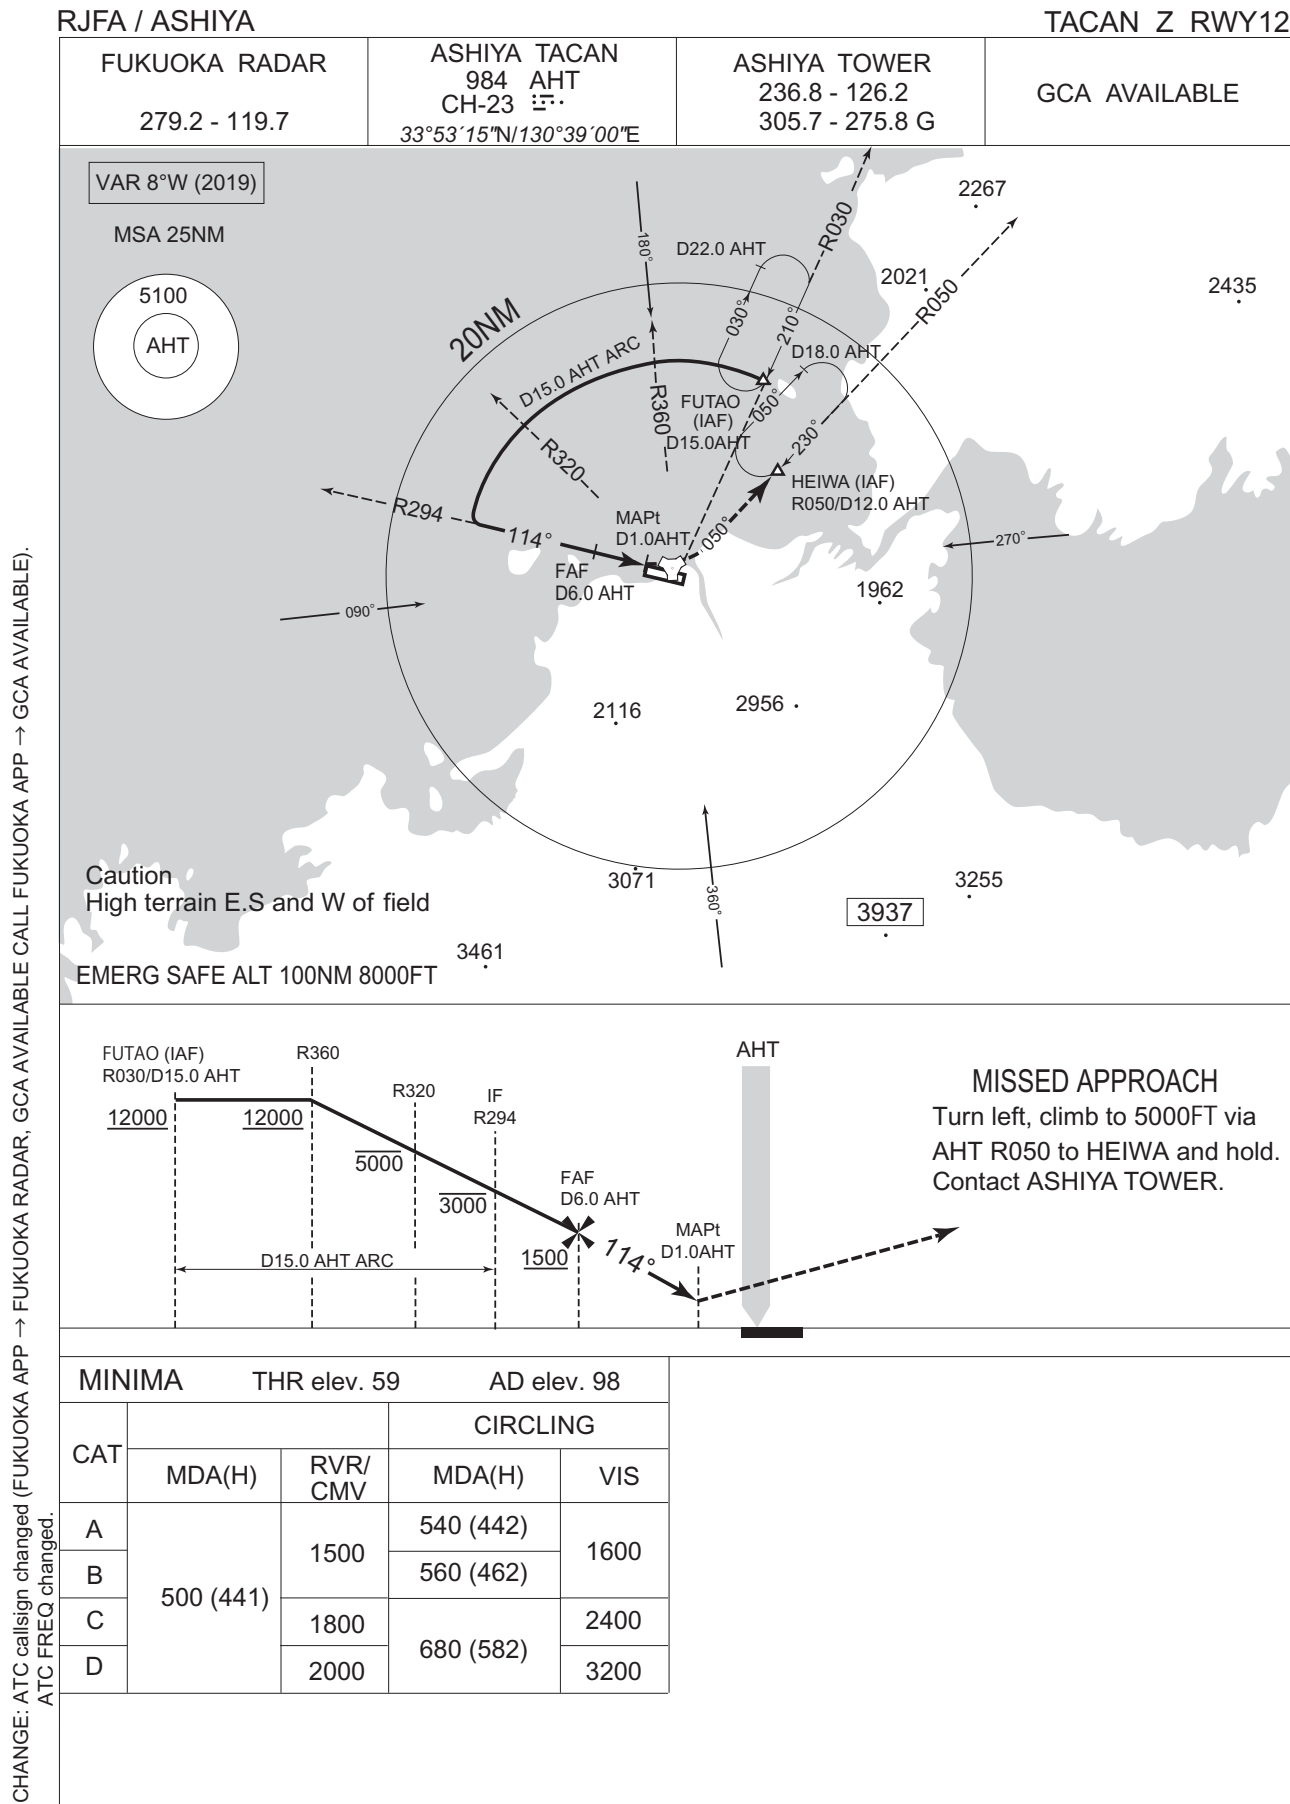 RJFA / ASHIYA
TACAN Z RWY12
FUKUOKA RADAR
279.2 - 119.7
ASHIYA TACAN
984 AHT
CH-23
33°53´15"N/130°39´00"E
ASHIYA TOWER
236.8 - 126.2
305.7 - 275.8 G
GCA AVAILABLE
VAR 8°W (2019)
MSA 25NM
5100
AHT
2267
2021
2435
R030
R050
180°
D22.0 AHT
030°
210°
20NM
D15.0 AHT ARC
D18.0 AHT
050°
230°
FUTAO
(IAF)
D15.0AHT
R360
R320
R294
HEIWA (IAF)
R050/D12.0 AHT
114°
MAPt
D1.0AHT
050°
FAF
D6.0 AHT
270°
090°
1962
2116
2956
3071
360°
3255
3937
3461
Caution
High terrain E.S and W of field
EMERG SAFE ALT 100NM 8000FT
FUTAO (IAF)
R030/D15.0 AHT
R360
R320
IF
R294
12000
12000
5000
3000
FAF
D6.0 AHT
1500
114°
MAPt
D1.0AHT
D15.0 AHT ARC
AHT
MISSED APPROACH
Turn left, climb to 5000FT via
AHT R050 to HEIWA and hold.
Contact ASHIYA TOWER.
MINIMA THR elev. 59 AD elev. 98
CAT
CIRCLING
MDA(H)
RVR/
CMV
MDA(H)
VIS
A
B
C
D
500 (441)
1500
1800
2000
540 (442)
560 (462)
680 (582)
1600
2400
3200
CHANGE: ATC callsign changed (FUKUOKA APP → FUKUOKA RADAR, GCA AVAILABLE CALL FUKUOKA APP → GCA AVAILABLE).
ATC FREQ changed.